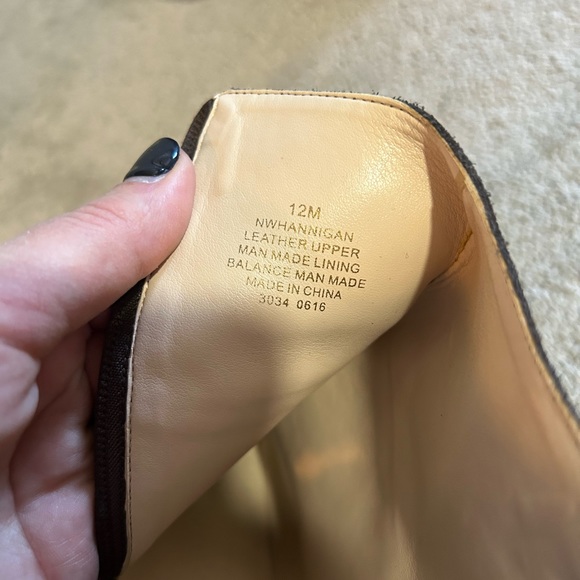 12M
NWHANNIGAN
LEATHER UPPER
MAN MADE LINING
BALANCE MAN MADE
MADE IN CHINA
3034 0616